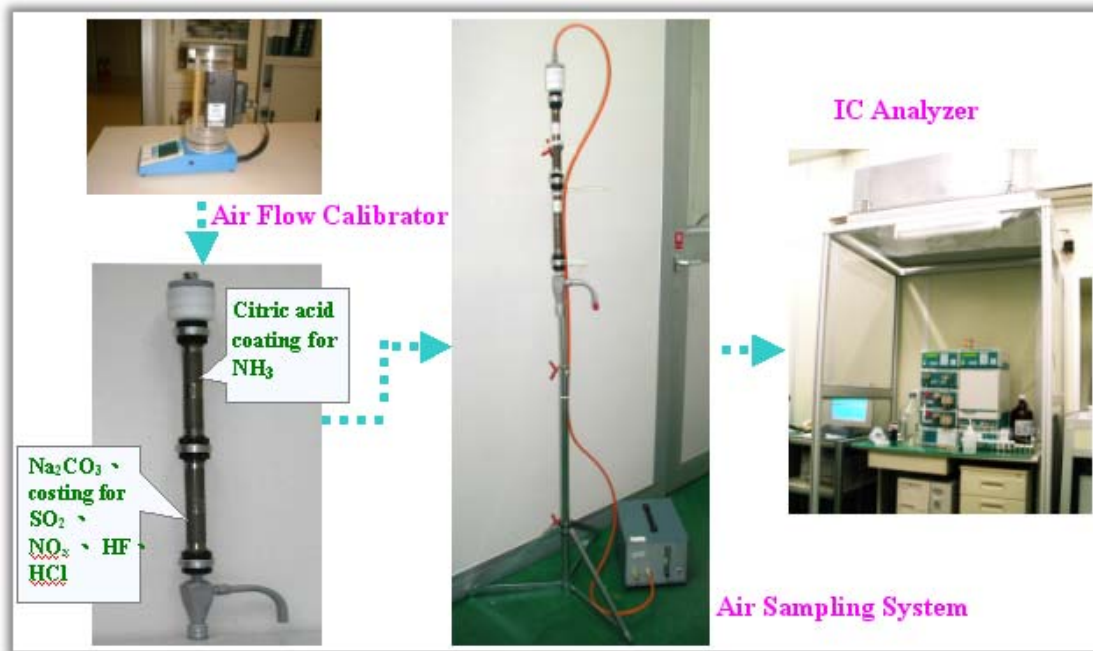 Air Flow Calibrator
Citric acid
coating for
NH₃
Na₂CO₃、
costing for
SO₂、
NOₓ、 HF、
HCl
IC Analyzer
Air Sampling System